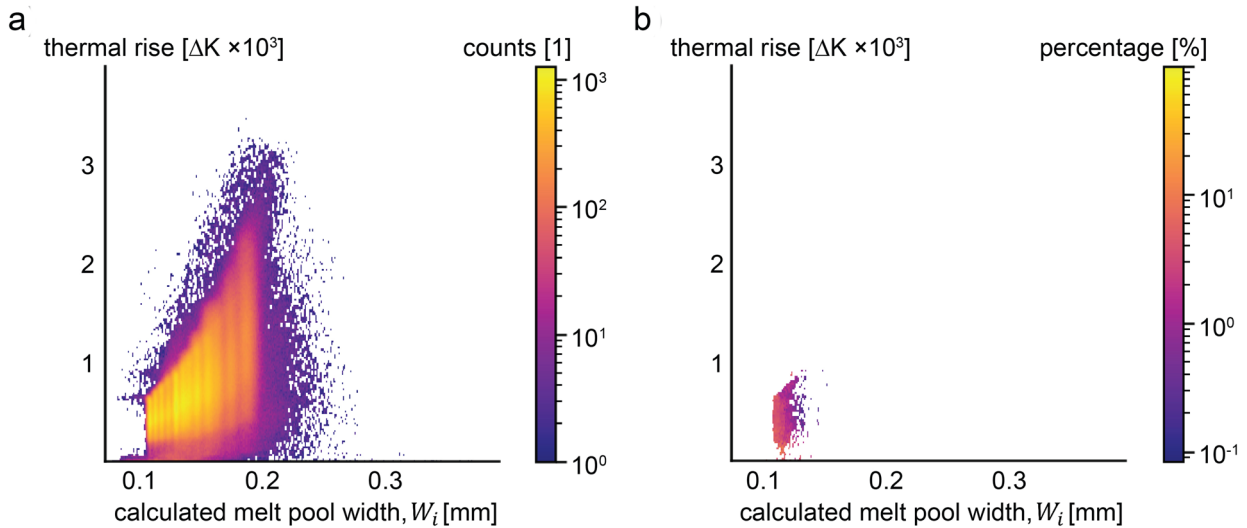 a
thermal rise [ΔK ×10³]
counts [1]
10³
3
10²
2
10¹
1
10⁰
0.1 0.2 0.3
calculated melt pool width, Wᵢ [mm]
b
thermal rise [ΔK ×10³]
percentage [%]
3
10¹
2
10⁰
1
10⁻¹
0.1 0.2 0.3
calculated melt pool width, Wᵢ [mm]